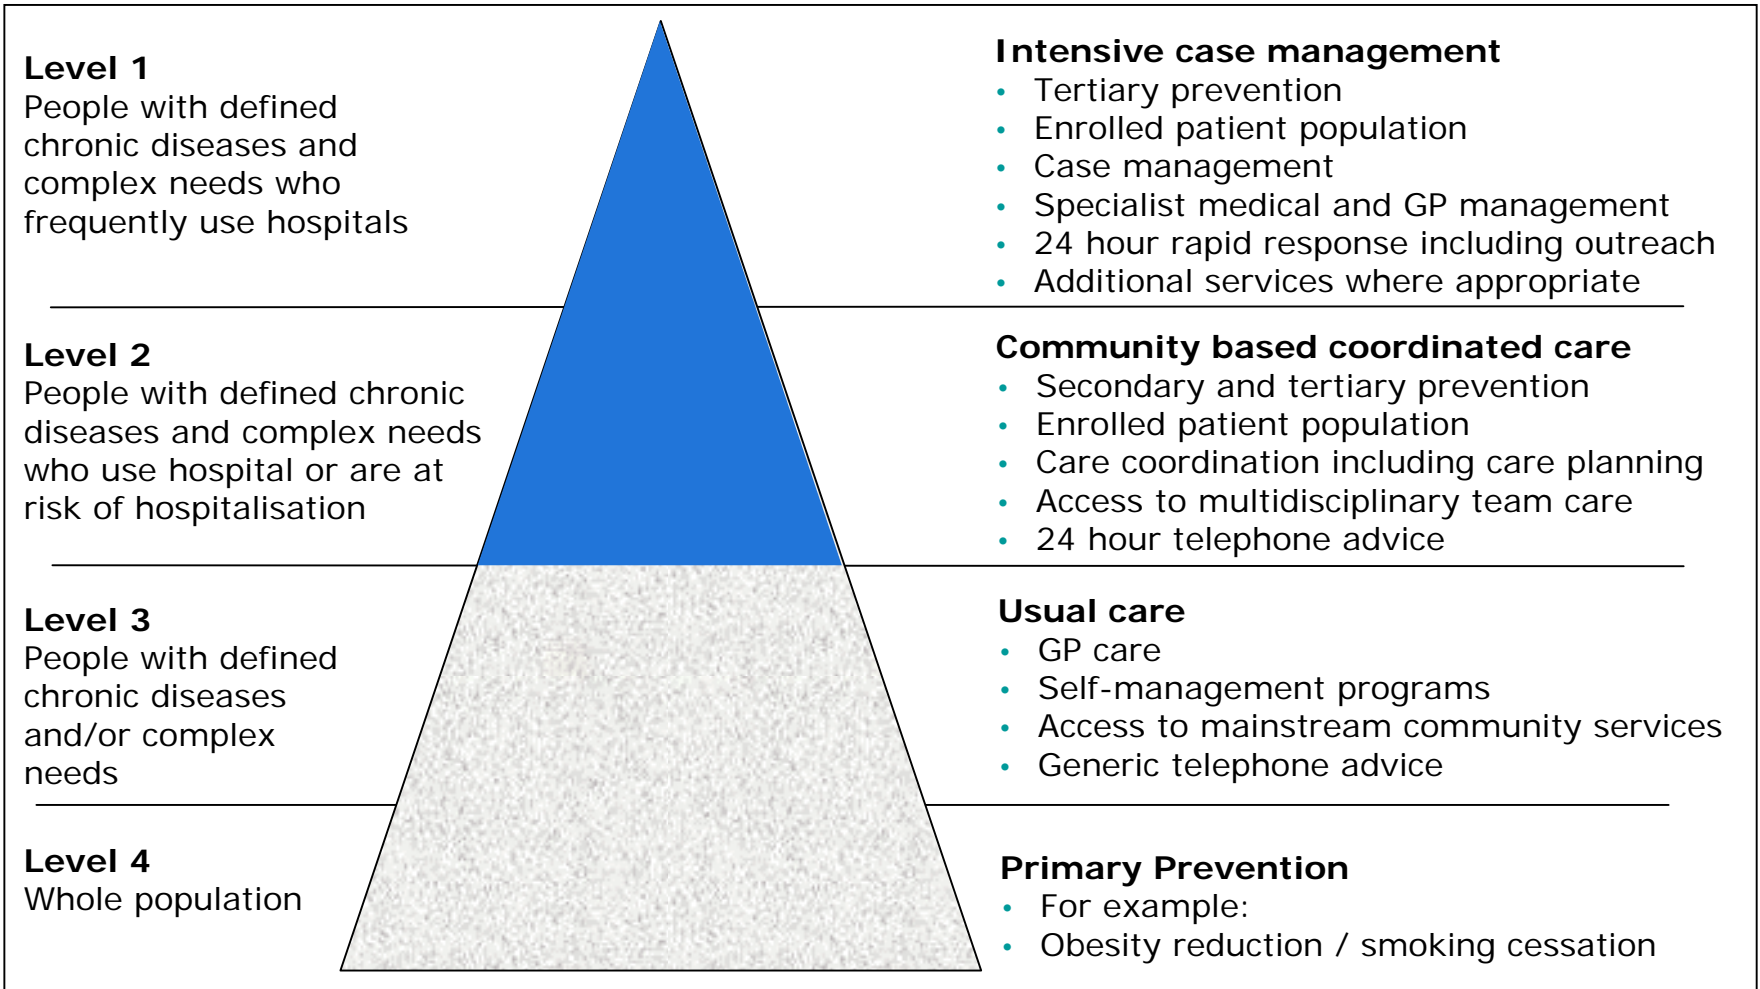 Level 1
People with defined
chronic diseases and
complex needs who
frequently use hospitals
Intensive case management
• Tertiary prevention
• Enrolled patient population
• Case management
• Specialist medical and GP management
• 24 hour rapid response including outreach
• Additional services where appropriate
Level 2
People with defined chronic
diseases and complex needs
who use hospital or are at
risk of hospitalisation
Community based coordinated care
• Secondary and tertiary prevention
• Enrolled patient population
• Care coordination including care planning
• Access to multidisciplinary team care
• 24 hour telephone advice
Level 3
People with defined
chronic diseases
and/or complex
needs
Usual care
• GP care
• Self-management programs
• Access to mainstream community services
• Generic telephone advice
Level 4
Whole population
Primary Prevention
• For example:
• Obesity reduction / smoking cessation